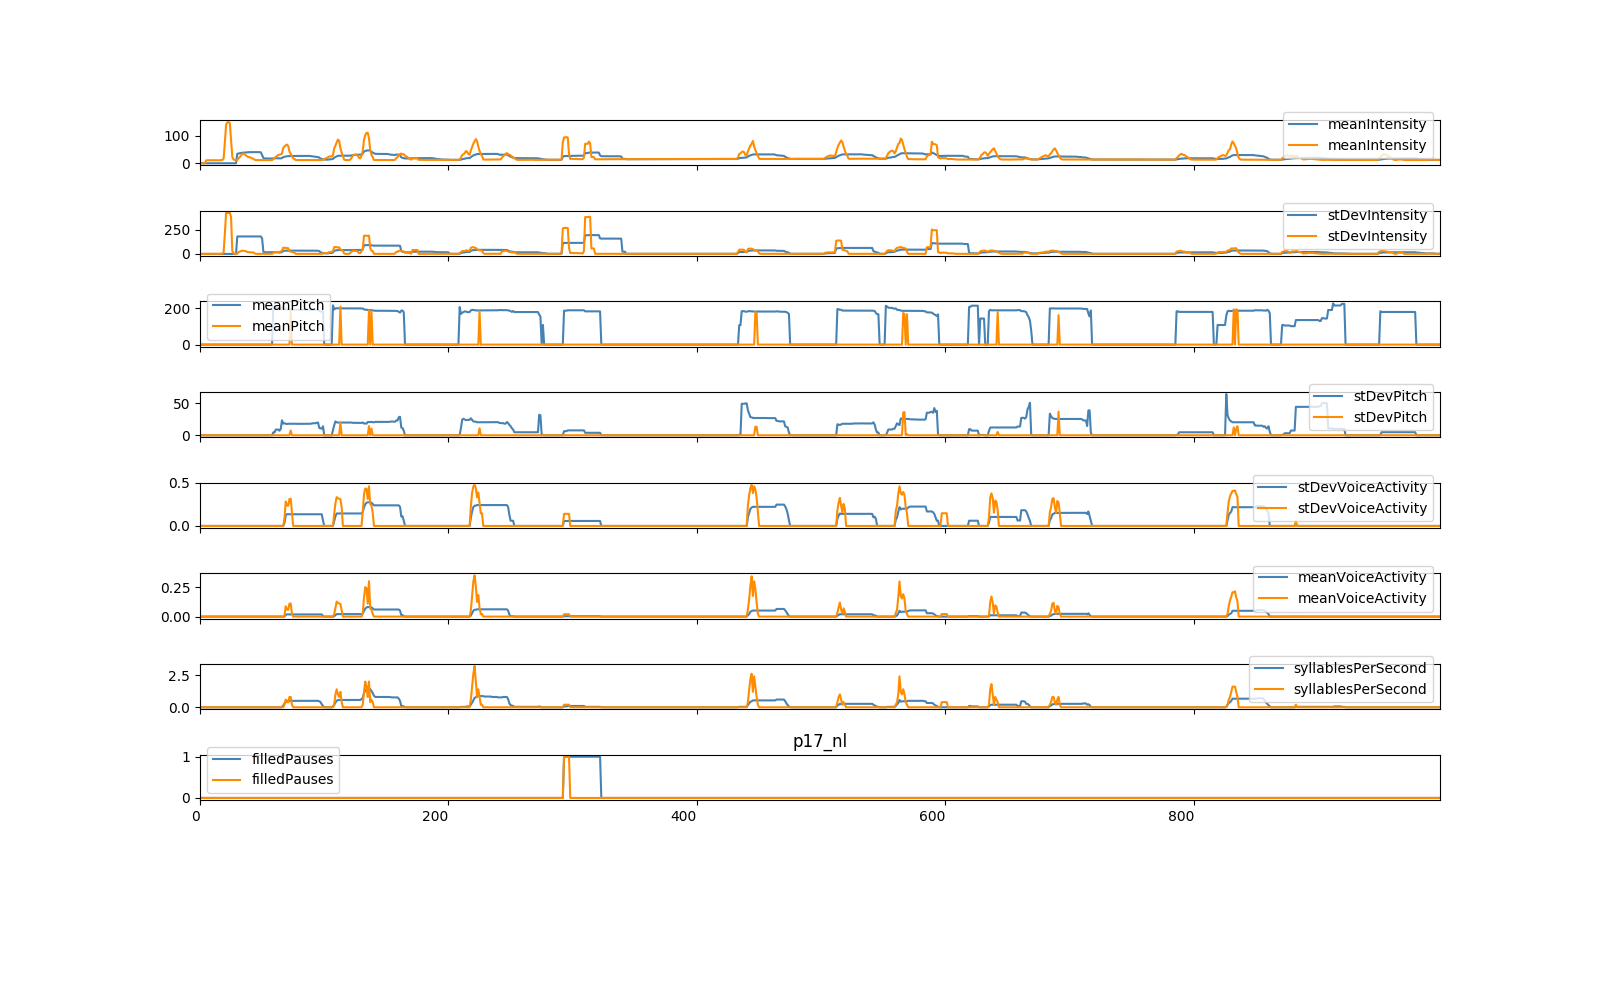 100
0
meanIntensity
meanIntensity
250
0
stDevIntensity
stDevIntensity
200
0
meanPitch
meanPitch
50
0
stDevPitch
stDevPitch
0.5
0.0
stDevVoiceActivity
stDevVoiceActivity
0.25
0.00
meanVoiceActivity
meanVoiceActivity
2.5
0.0
syllablesPerSecond
syllablesPerSecond
p17_nl
1
0
filledPauses
filledPauses
0 200 400 600 800